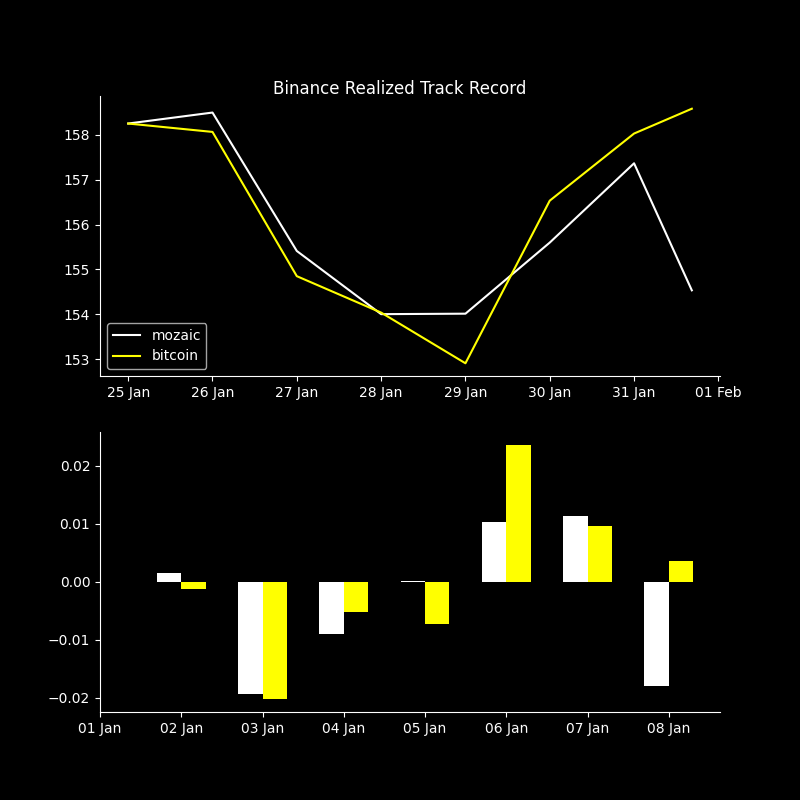 Binance Realized Track Record
158
157
156
155
154
153
mozaic
bitcoin
25 Jan 26 Jan 27 Jan 28 Jan 29 Jan 30 Jan 31 Jan 01 Feb
0.02
0.01
0.00
−0.01
−0.02
01 Jan 02 Jan 03 Jan 04 Jan 05 Jan 06 Jan 07 Jan 08 Jan